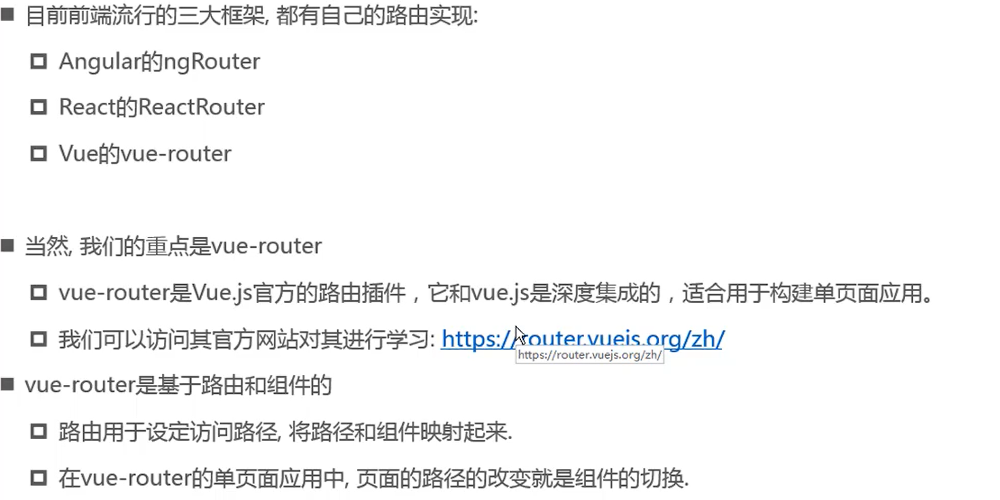 目前前端流行的三大框架, 都有自己的路由实现:
Angular的ngRouter
React的ReactRouter
Vue的vue-router
当然, 我们的重点是vue-router
vue-router是Vue.js官方的路由插件，它和vue.js是深度集成的，适合用于构建单页面应用。
我们可以访问其官方网站对其进行学习: https://router.vuejs.org/zh/
https://router.vuejs.org/zh/
vue-router是基于路由和组件的
路由用于设定访问路径, 将路径和组件映射起来.
在vue-router的单页面应用中, 页面的路径的改变就是组件的切换.